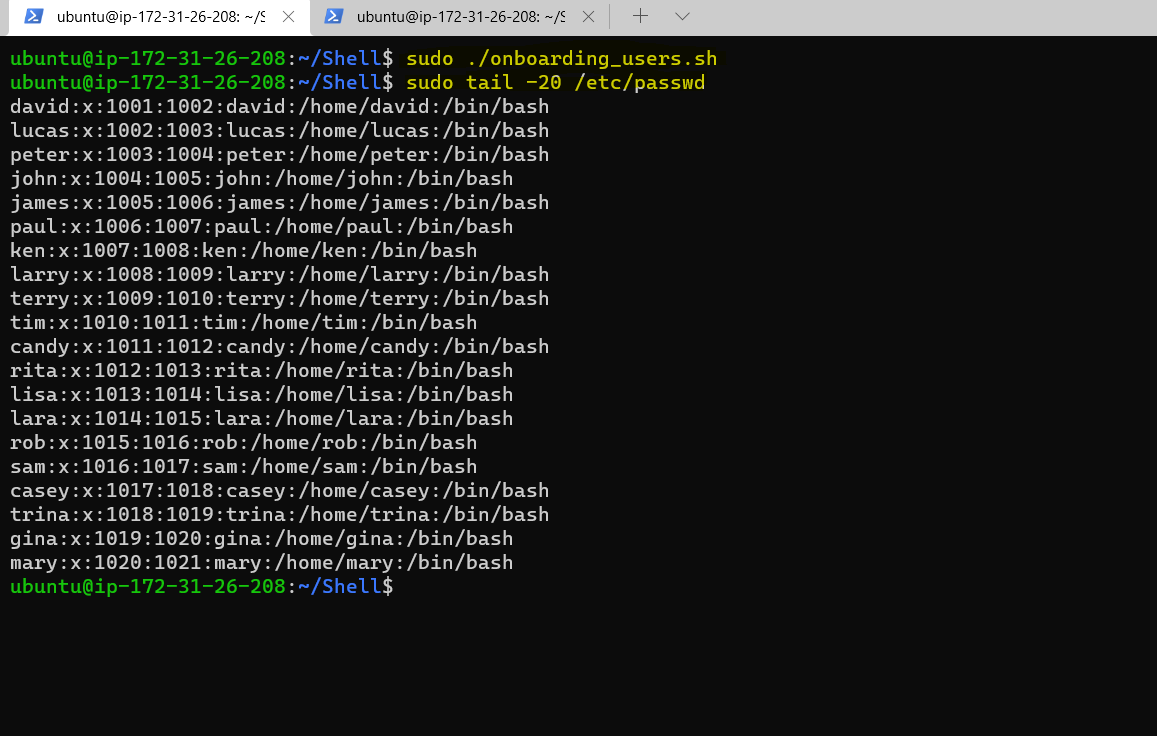 ubuntu@ip-172-31-26-208: ~/S
ubuntu@ip-172-31-26-208: ~/S
ubuntu@ip-172-31-26-208:~/Shell$ sudo ./onboarding_users.sh
ubuntu@ip-172-31-26-208:~/Shell$ sudo tail -20 /etc/passwd
david:x:1001:1002:david:/home/david:/bin/bash
lucas:x:1002:1003:lucas:/home/lucas:/bin/bash
peter:x:1003:1004:peter:/home/peter:/bin/bash
john:x:1004:1005:john:/home/john:/bin/bash
james:x:1005:1006:james:/home/james:/bin/bash
paul:x:1006:1007:paul:/home/paul:/bin/bash
ken:x:1007:1008:ken:/home/ken:/bin/bash
larry:x:1008:1009:larry:/home/larry:/bin/bash
terry:x:1009:1010:terry:/home/terry:/bin/bash
tim:x:1010:1011:tim:/home/tim:/bin/bash
candy:x:1011:1012:candy:/home/candy:/bin/bash
rita:x:1012:1013:rita:/home/rita:/bin/bash
lisa:x:1013:1014:lisa:/home/lisa:/bin/bash
lara:x:1014:1015:lara:/home/lara:/bin/bash
rob:x:1015:1016:rob:/home/rob:/bin/bash
sam:x:1016:1017:sam:/home/sam:/bin/bash
casey:x:1017:1018:casey:/home/casey:/bin/bash
trina:x:1018:1019:trina:/home/trina:/bin/bash
gina:x:1019:1020:gina:/home/gina:/bin/bash
mary:x:1020:1021:mary:/home/mary:/bin/bash
ubuntu@ip-172-31-26-208:~/Shell$